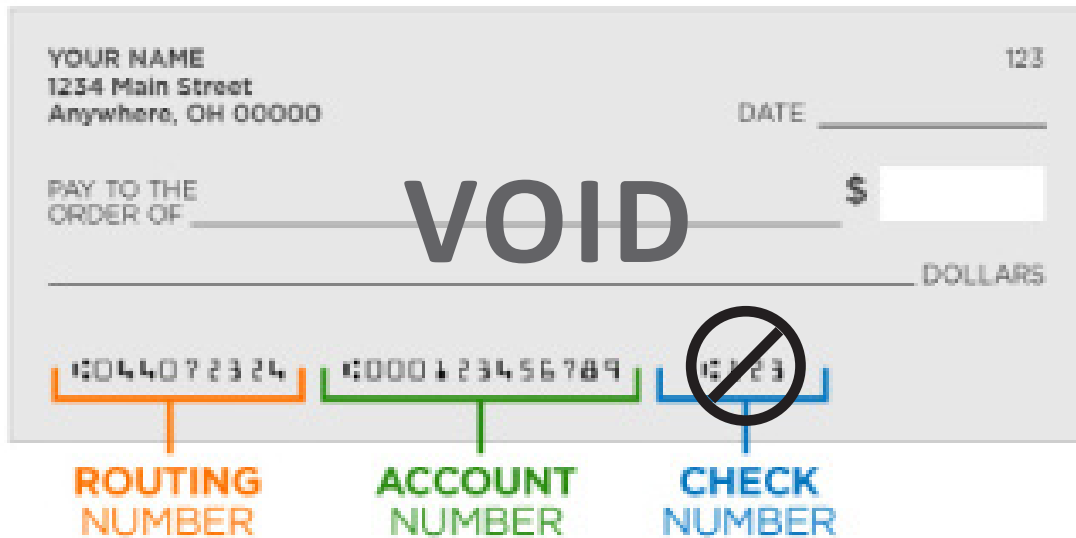 YOUR NAME
123
1234 Main Street
Anywhere, OH 00000
DATE
PAY TO THE
ORDER OF
VOID
$
DOLLARS
⑆044072324 ⑆000123456789 ⑆123
ROUTING
NUMBER
ACCOUNT
NUMBER
CHECK
NUMBER